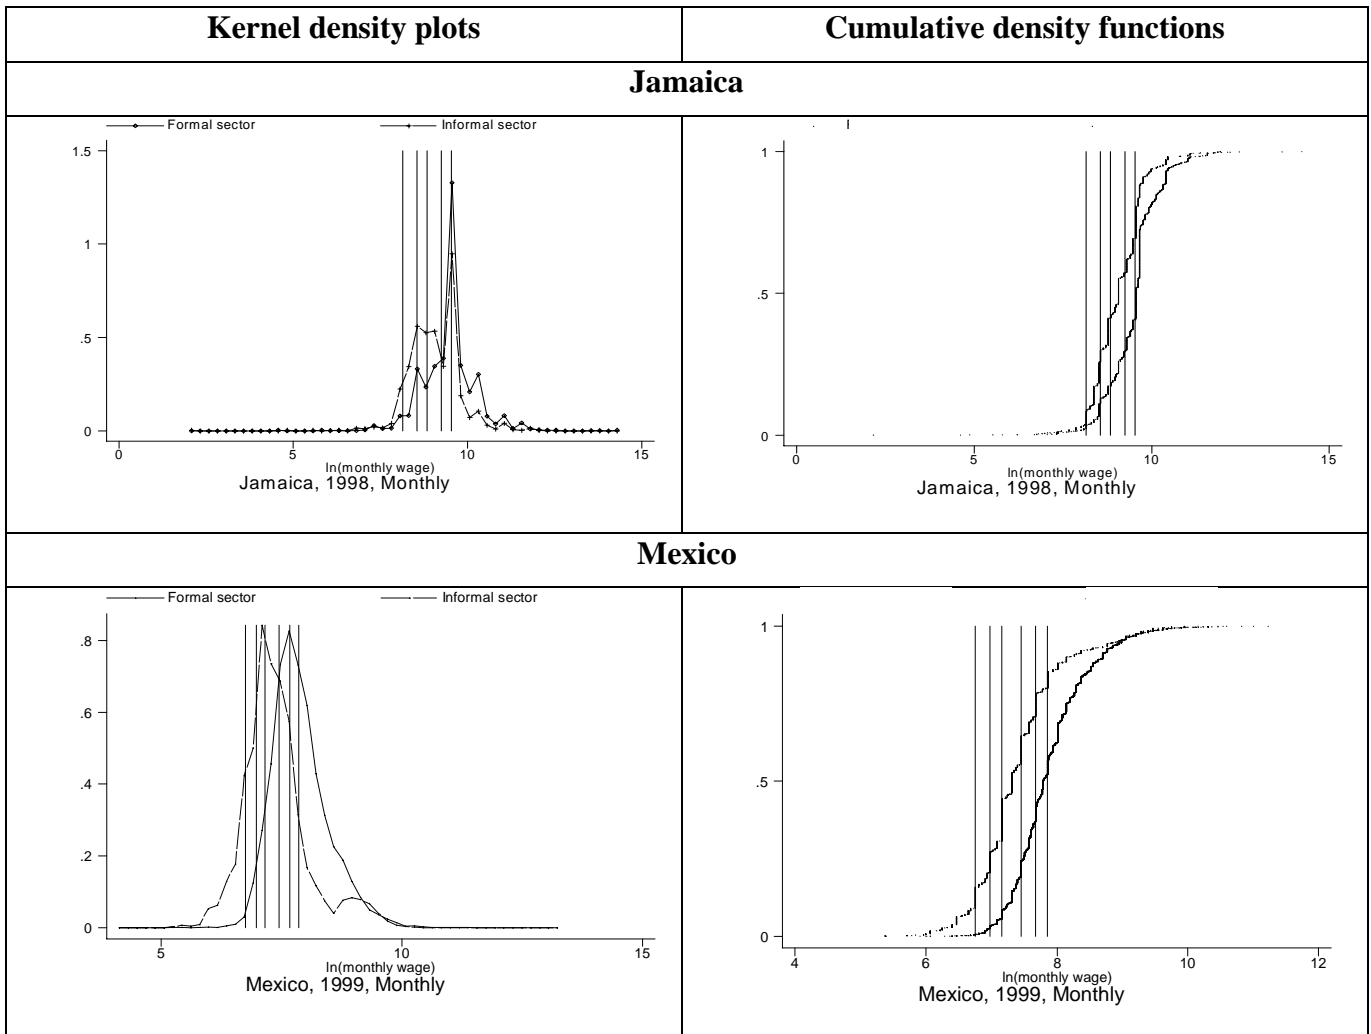 Kernel density plots
Cumulative density functions
Jamaica
Formal sector
Informal sector
1.5
1
.5
0
0
5
10
15
ln(monthly wage)
Jamaica, 1998, Monthly
1
.5
0
0
5
10
15
ln(monthly wage)
Jamaica, 1998, Monthly
Mexico
Formal sector
Informal sector
.8
.6
.4
.2
0
5
10
15
ln(monthly wage)
Mexico, 1999, Monthly
1
.5
0
4
6
8
10
12
ln(monthly wage)
Mexico, 1999, Monthly